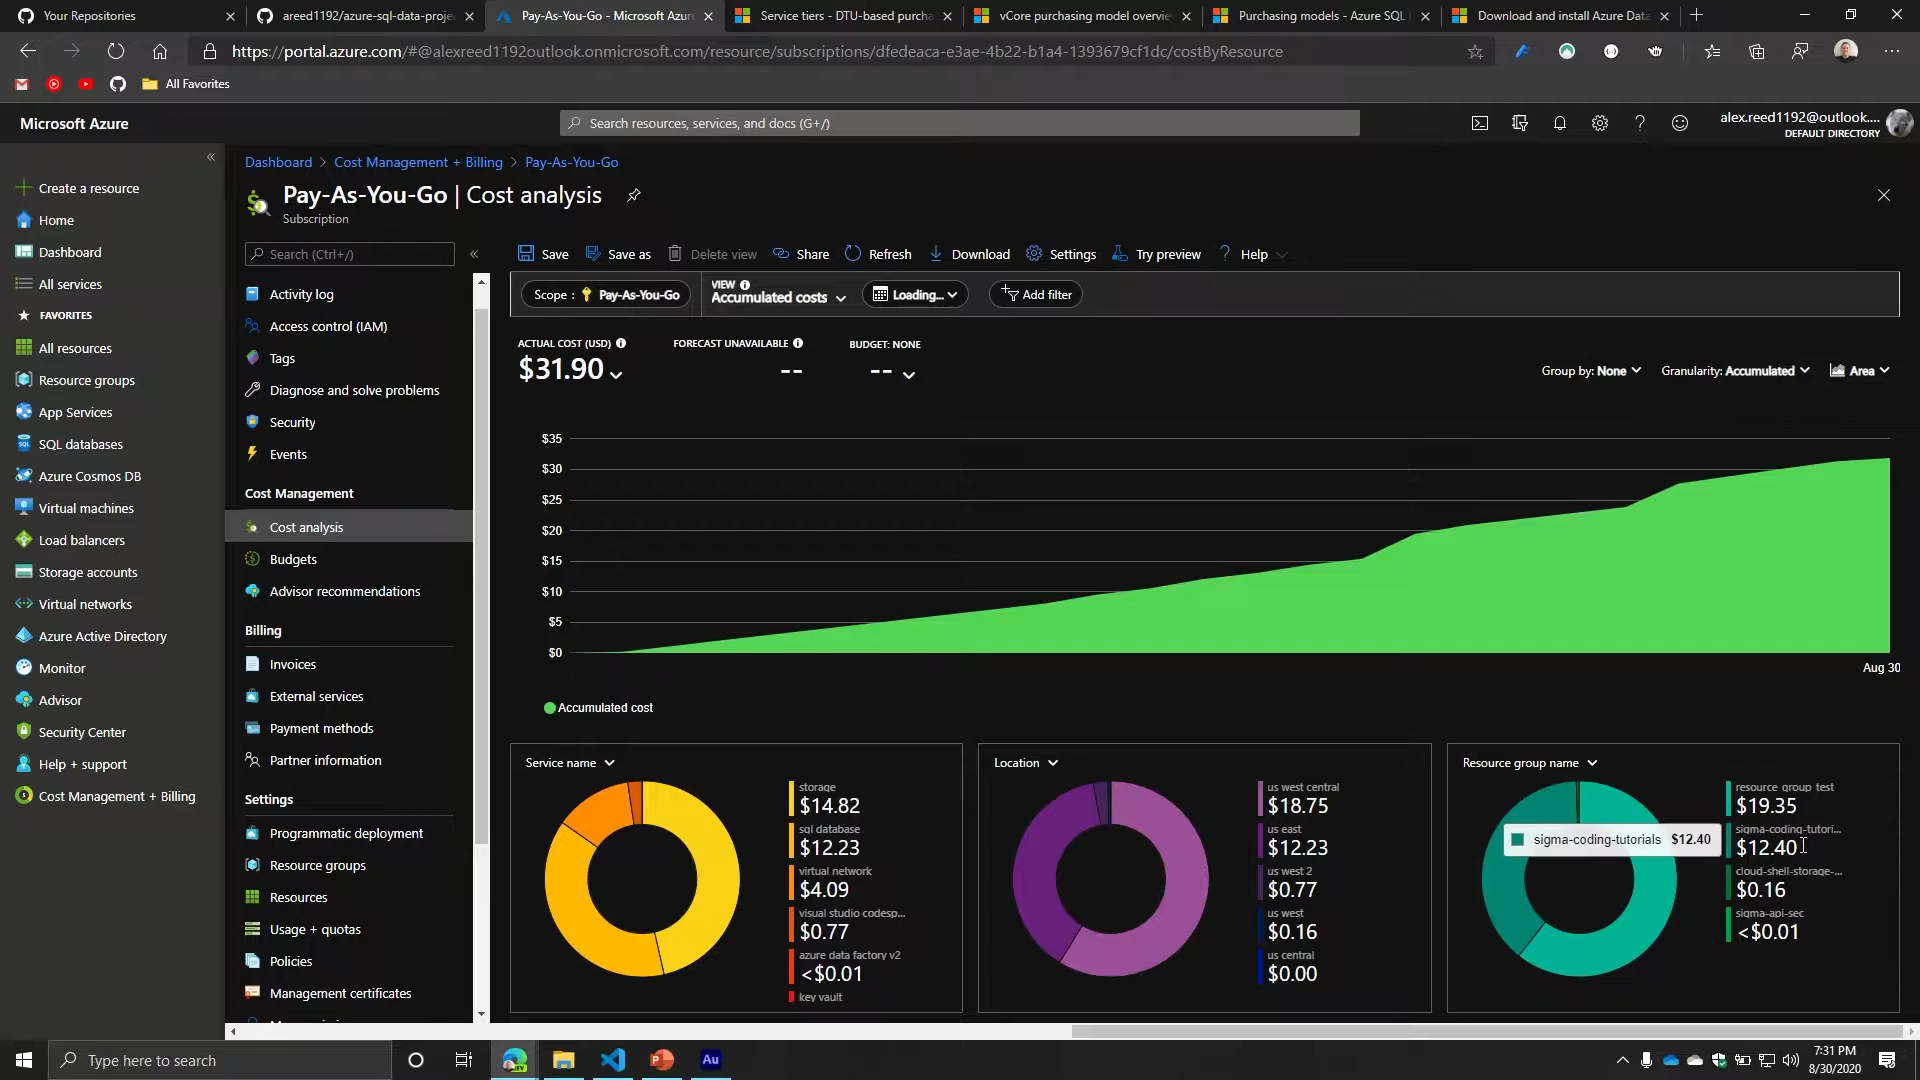 Your Repositories
areed1192/azure-sql-data-proje
Pay-As-You-Go - Microsoft Azur
Service tiers - DTU-based purch
vCore purchasing model overvie
Purchasing models - Azure SQL
Download and install Azure Data
https://portal.azure.com/#@alexreed1192outlook.onmicrosoft.com/resource/subscriptions/dfedeaca-e3ae-4b22-b1a4-1393679cf1dc/costByResource
All Favorites
Microsoft Azure
Search resources, services, and docs (G+/)
alex.reed1192@outlook....
DEFAULT DIRECTORY
Create a resource
Home
Dashboard
All services
FAVORITES
All resources
Resource groups
App Services
SQL databases
Azure Cosmos DB
Virtual machines
Load balancers
Storage accounts
Virtual networks
Azure Active Directory
Monitor
Advisor
Security Center
Help + support
Cost Management + Billing
Dashboard > Cost Management + Billing > Pay-As-You-Go
Pay-As-You-Go | Cost analysis
Subscription
Search (Ctrl+/)
Activity log
Access control (IAM)
Tags
Diagnose and solve problems
Security
Events
Cost Management
Cost analysis
Budgets
Advisor recommendations
Billing
Invoices
External services
Payment methods
Partner information
Settings
Programmatic deployment
Resource groups
Resources
Usage + quotas
Policies
Management certificates
Save
Save as
Delete view
Share
Refresh
Download
Settings
Try preview
Help
Scope : Pay-As-You-Go
VIEW
Accumulated costs
Loading...
Add filter
ACTUAL COST (USD)
$31.90
FORECAST UNAVAILABLE
--
BUDGET: NONE
--
Group by: None
Granularity: Accumulated
Area
$35
$30
$25
$20
$15
$10
$5
$0
Aug 30
Accumulated cost
Service name
storage
$14.82
sql database
$12.23
virtual network
$4.09
visual studio codesp...
$0.77
azure data factory v2
<$0.01
key vault
Location
us west central
$18.75
us east
$12.23
us west 2
$0.77
us west
$0.16
us central
$0.00
Resource group name
resource group test
$19.35
sigma-coding-tutori...
$12.40
cloud-shell-storage-...
$0.16
sigma-api-sec
<$0.01
sigma-coding-tutorials $12.40
Type here to search
Au
7:31 PM
8/30/2020